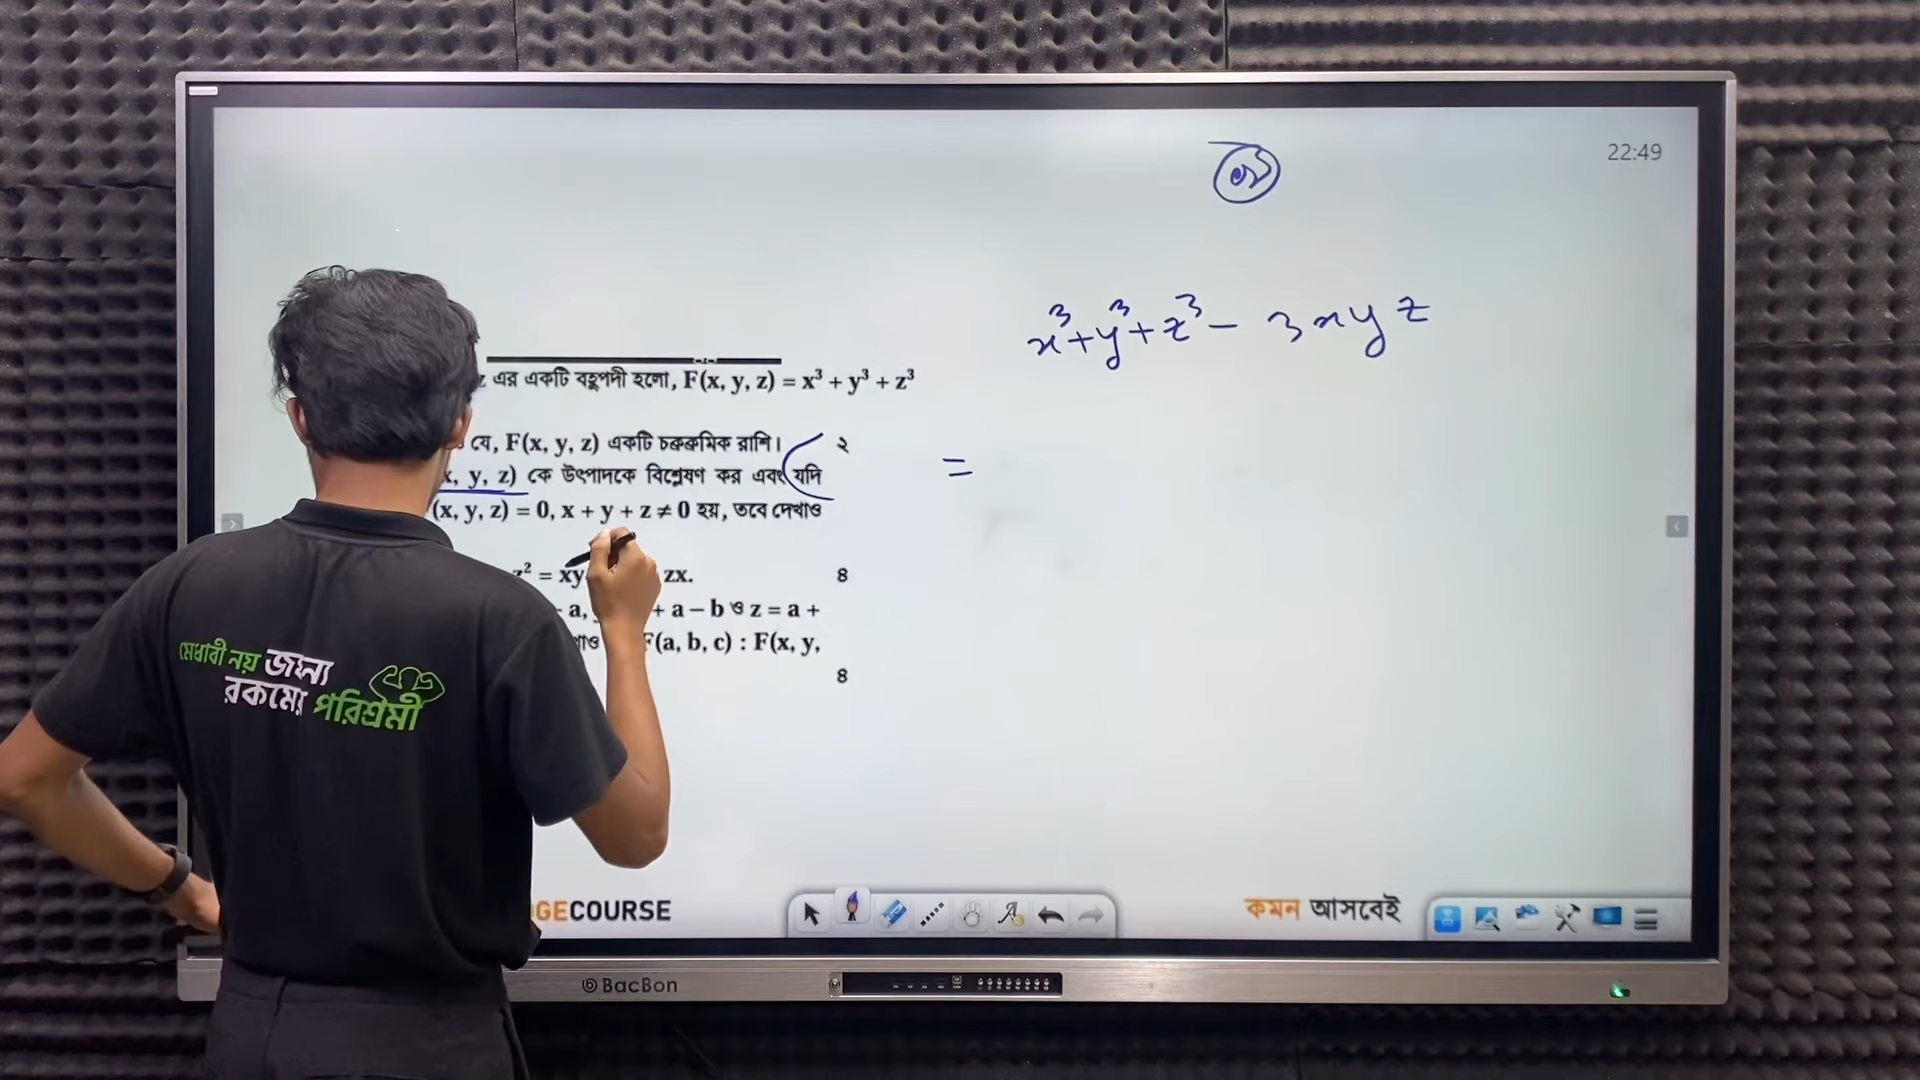 22:49
x³+y³+z³ - 3xyz
z এর একটি বহুপদী হলো, F(x, y, z) = x³ + y³ + z³
যে, F(x, y, z) একটি চক্রক্রমিক রাশি। ২
x, y, z) কে উৎপাদকে বিশ্লেষণ কর এবং যদি
=
(x, y, z) = 0, x + y + z ≠ 0 হয়, তবে দেখাও
z² = xy zx. 8
a, + a – b ও z = a +
F(a, b, c) : F(x, y,
8
মেধাবী নয় জন্ম
রকমের পরিশ্রমী
GECOURSE
কমন আসবেই
BacBon